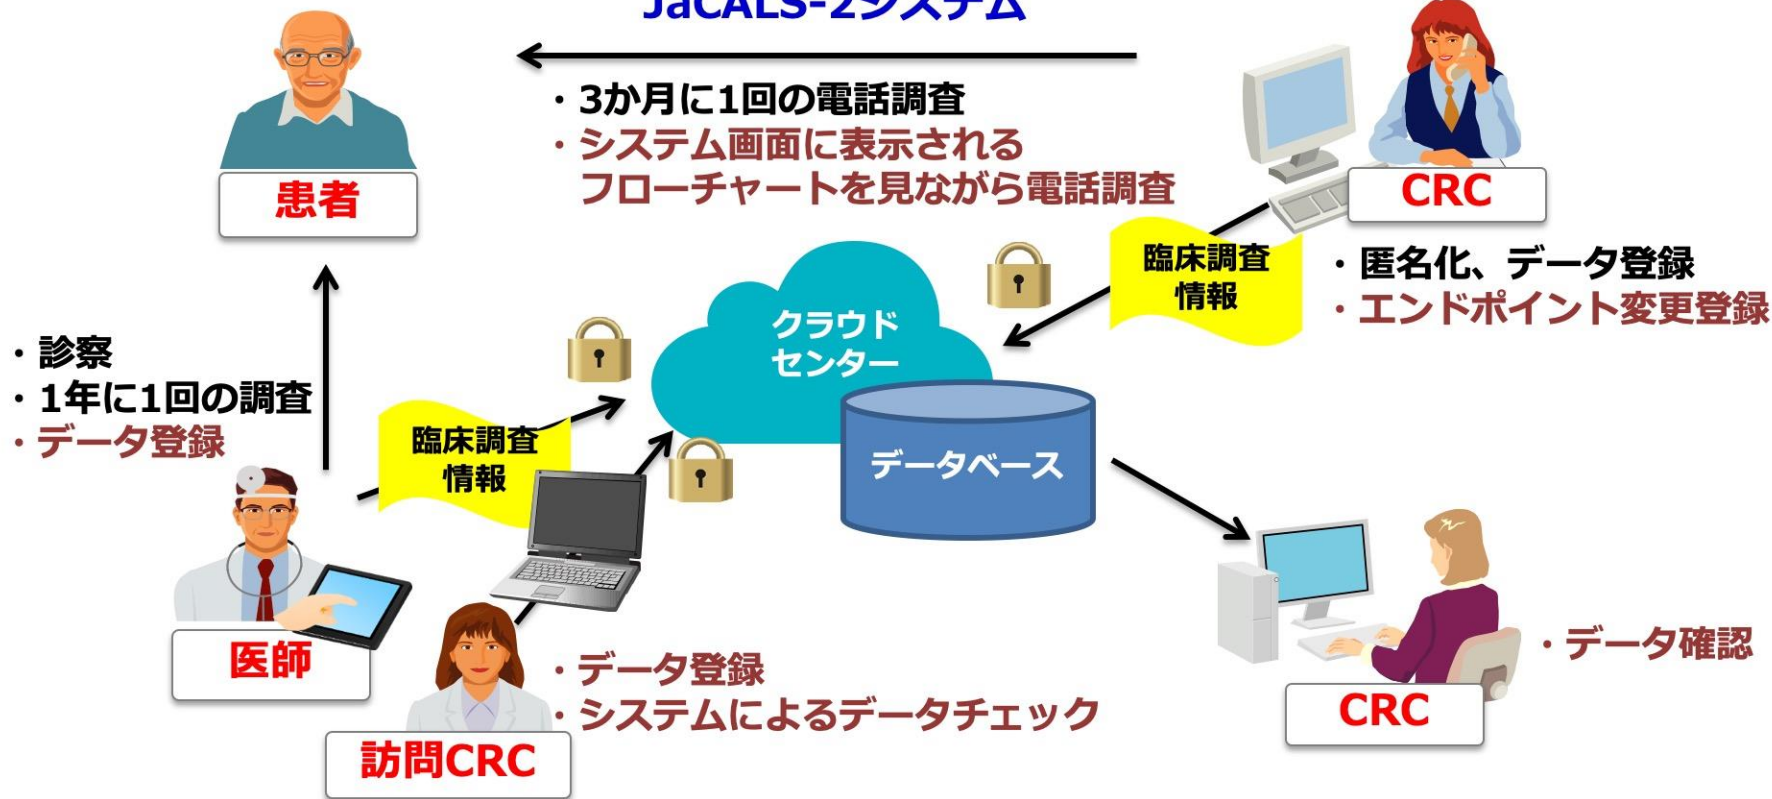 JaCALS-2システム
・3か月に1回の電話調査
・システム画面に表示される
フローチャートを見ながら電話調査
患者
CRC
臨床調査
情報
・匿名化、データ登録
・エンドポイント変更登録
クラウド
センター
データベース
・診察
・1年に1回の調査
・データ登録
臨床調査
情報
医師
・データ登録
・システムによるデータチェック
訪問CRC
・データ確認
CRC